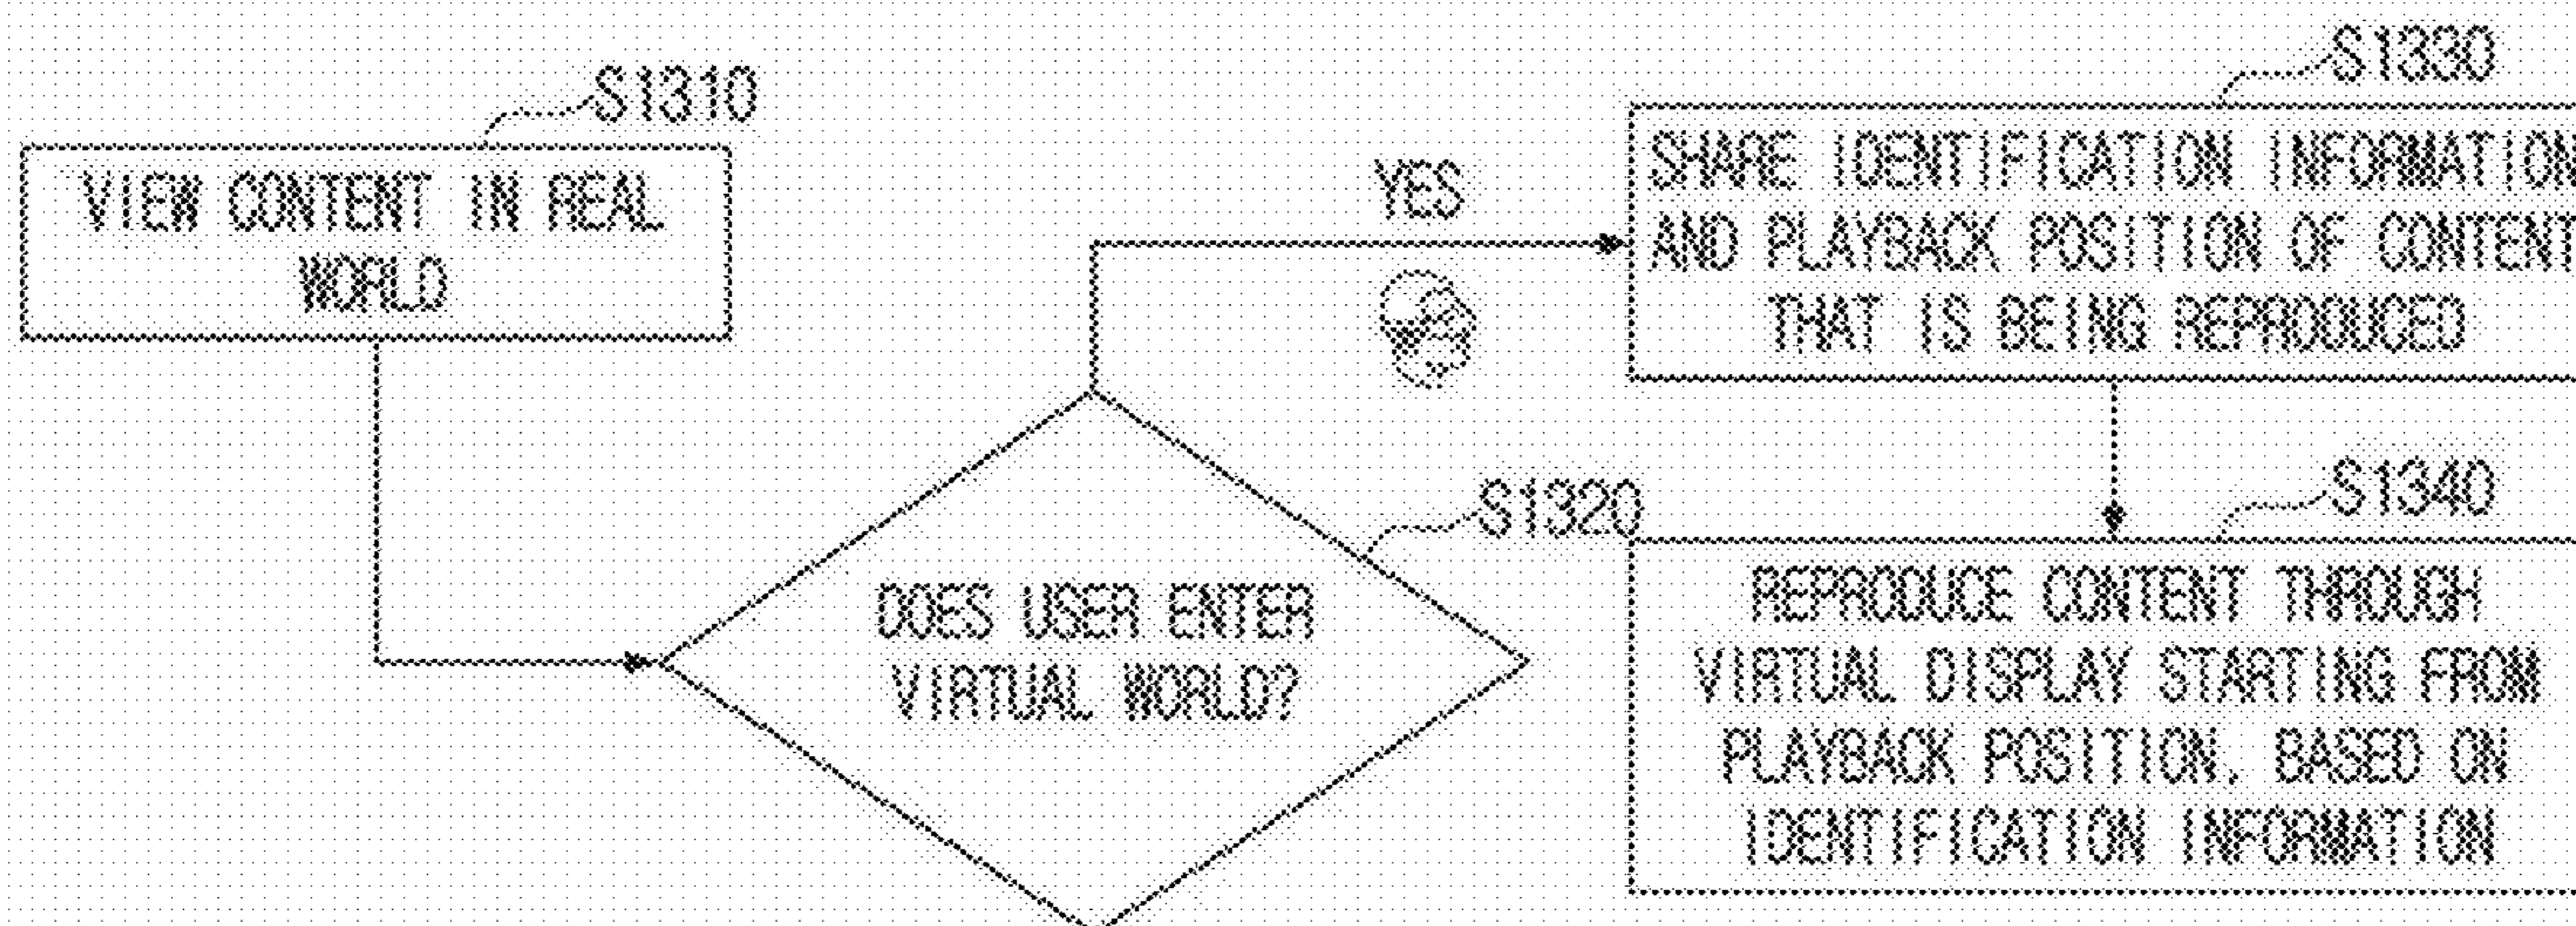 S1310
VIEW CONTENT IN REAL
WORLD
YES
S1320
DOES USER ENTER
VIRTUAL WORLD?
S1330
SHARE IDENTIFICATION INFORMATION
AND PLAYBACK POSITION OF CONTENT
THAT IS BEING REPRODUCED
S1340
REPRODUCE CONTENT THROUGH
VIRTUAL DISPLAY STARTING FROM
PLAYBACK POSITION, BASED ON
IDENTIFICATION INFORMATION